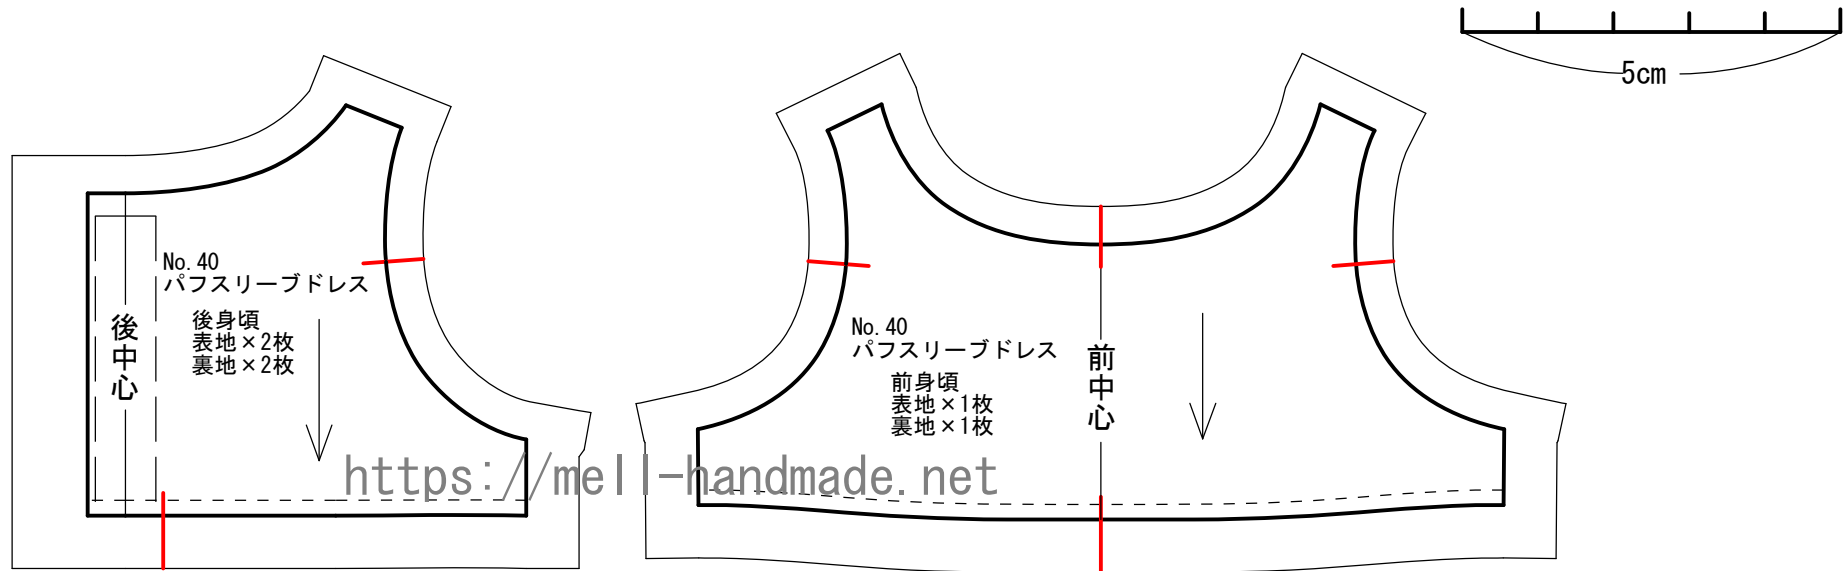 5cm
No.40
パフスリーブドレス
後身頃
表地×2枚
裏地×2枚
後中心
No.40
パフスリーブドレス
前身頃
表地×1枚
裏地×1枚
前中心
https://mell-handmade.net